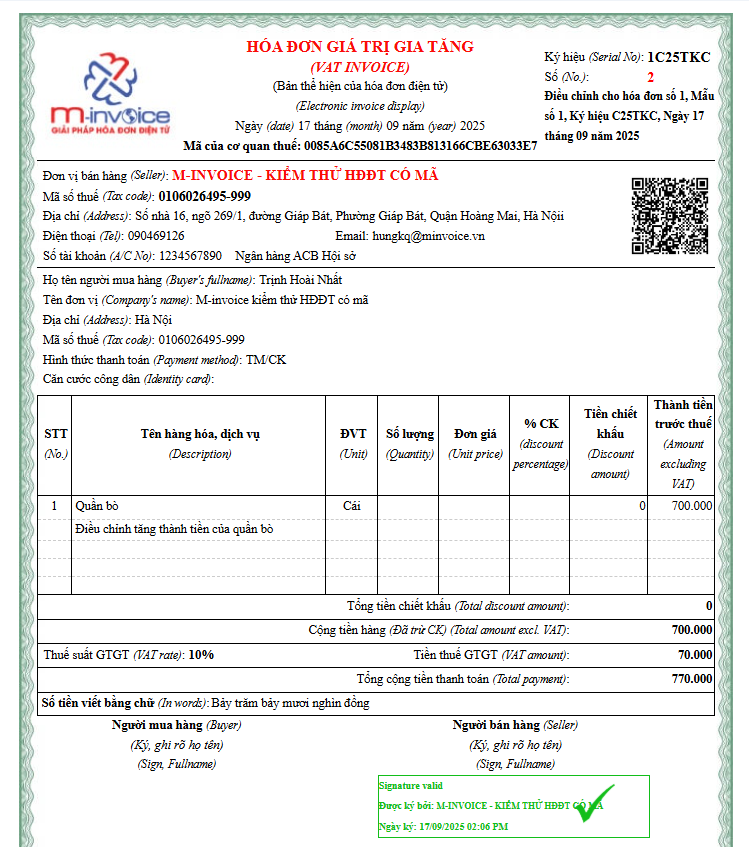 HÓA ĐƠN GIÁ TRỊ GIA TĂNG
(VAT INVOICE)
(Bản thể hiện của hóa đơn điện tử)
(Electronic invoice display)
Ngày (date) 17 tháng (month) 09 năm (year) 2025
Mã của cơ quan thuế: 0085A6C55081B3483B813166CBE63033E7
m-invoice
GIẢI PHÁP HÓA ĐƠN ĐIỆN TỬ
Ký hiệu (Serial No): 1C25TKC
Số (No.): 2
Điều chỉnh cho hóa đơn số 1, Mẫu
số 1, Ký hiệu C25TKC, Ngày 17
tháng 09 năm 2025
Đơn vị bán hàng (Seller): M-INVOICE - KIỂM THỬ HĐĐT CÓ MÃ
Mã số thuế (Tax code): 0106026495-999
Địa chỉ (Address): Số nhà 16, ngõ 269/1, đường Giáp Bát, Phường Giáp Bát, Quận Hoàng Mai, Hà Nội
Điện thoại (Tel): 090469126 Email: hungkq@minvoice.vn
Số tài khoản (A/C No): 1234567890 Ngân hàng ACB Hội sở
Họ tên người mua hàng (Buyer's fullname): Trịnh Hoài Nhất
Tên đơn vị (Company's name): M-invoice kiểm thử HĐĐT có mã
Địa chỉ (Address): Hà Nội
Mã số thuế (Tax code): 0106026495-999
Hình thức thanh toán (Payment method): TM/CK
Căn cước công dân (Identity card):
STT (No.) Tên hàng hóa, dịch vụ (Description) ĐVT (Unit) Số lượng (Quantity) Đơn giá (Unit price) % CK (discount percentage) Tiền chiết khấu (Discount amount) Thành tiền trước thuế (Amount excluding VAT)
1 Quần bò Cái 0 700.000
Điều chỉnh tăng thành tiền của quần bò
Tổng tiền chiết khấu (Total discount amount): 0
Cộng tiền hàng (Đã trừ CK) (Total amount excl. VAT): 700.000
Thuế suất GTGT (VAT rate): 10% Tiền thuế GTGT (VAT amount): 70.000
Tổng cộng tiền thanh toán (Total payment): 770.000
Số tiền viết bằng chữ (In words): Bảy trăm bảy mươi nghìn đồng
Người mua hàng (Buyer) Người bán hàng (Seller)
(Ký, ghi rõ họ tên) (Ký, ghi rõ họ tên)
(Sign, Fullname) (Sign, Fullname)
Signature valid
Được ký bởi: M-INVOICE - KIỂM THỬ HĐĐT CÓ MÃ
Ngày ký: 17/09/2025 02:06 PM